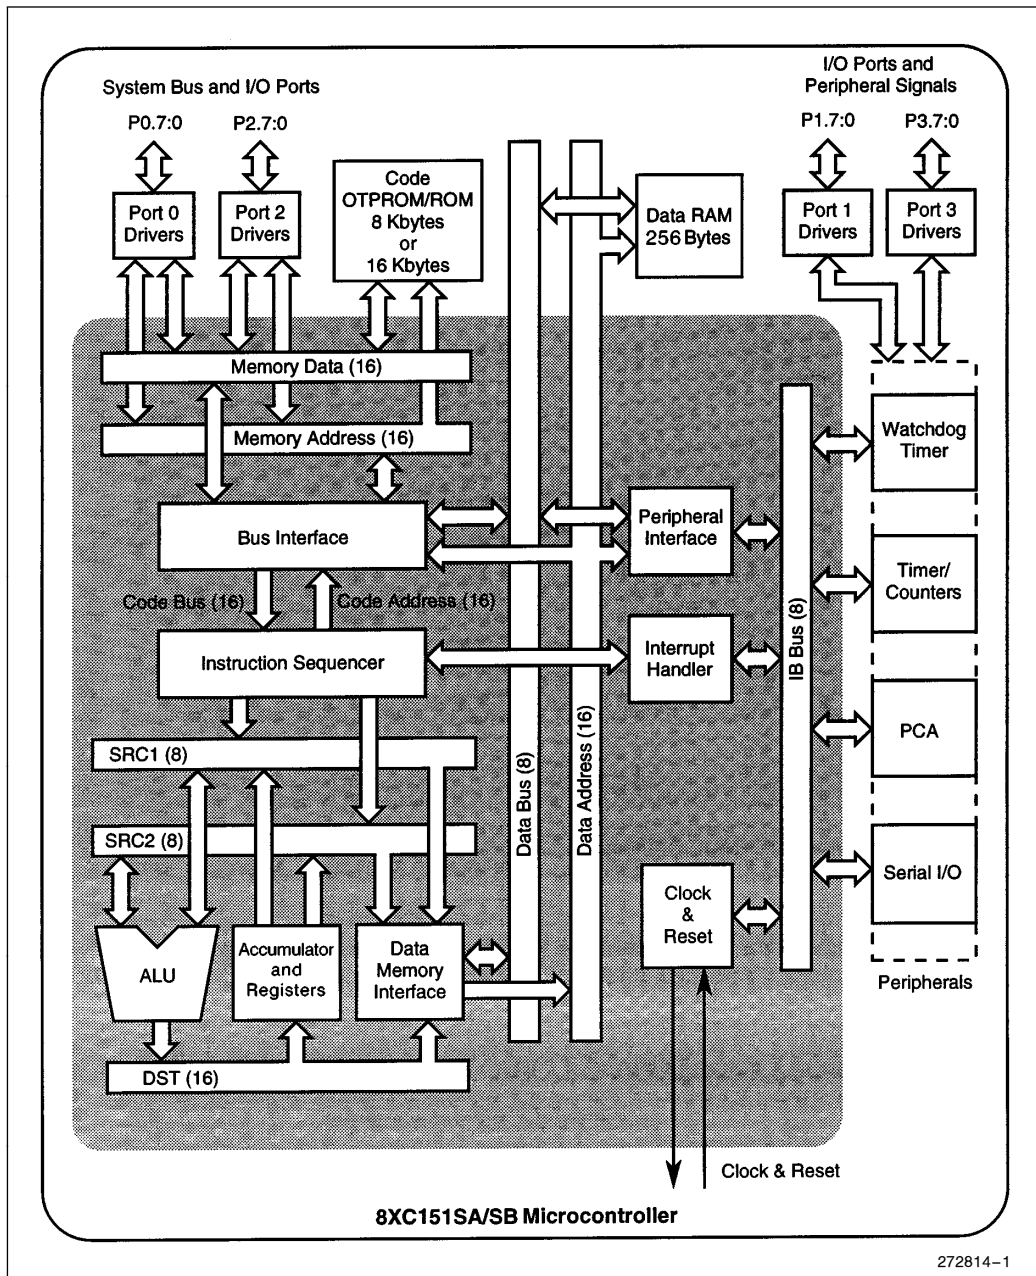 System Bus and I/O Ports
I/O Ports and
Peripheral Signals
P0.7:0
P2.7:0
P1.7:0
P3.7:0
Port 0
Drivers
Port 2
Drivers
Code
OTPROM/ROM
8 Kbytes
or
16 Kbytes
Data RAM
256 Bytes
Port 1
Drivers
Port 3
Drivers
Memory Data (16)
Memory Address (16)
Watchdog
Timer
Bus Interface
Peripheral
Interface
Code Bus (16)
Code Address (16)
Timer/
Counters
Instruction Sequencer
Interrupt
Handler
IB Bus (8)
SRC1 (8)
Data Bus (8)
Data Address (16)
PCA
SRC2 (8)
Clock
&
Reset
Serial I/O
ALU
Accumulator
and
Registers
Data
Memory
Interface
Peripherals
DST (16)
Clock & Reset
8XC151SA/SB Microcontroller
272814–1